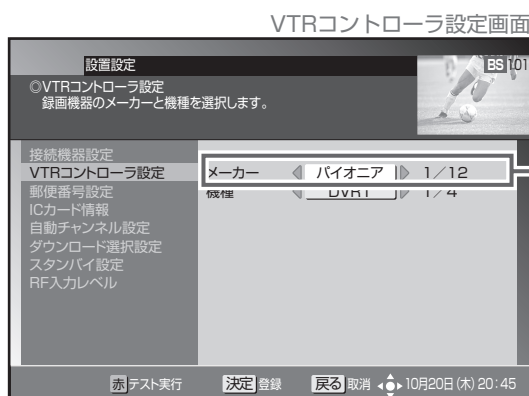 VTRコントローラ設定画面
設置設定
BS 101
◎VTRコントローラ設定
録画機器のメーカーと機種を選択します。
接続機器設定
VTRコントローラ設定
郵便番号設定
ICカード情報
自動チャンネル設定
ダウンロード選択設定
スタンバイ設定
RF入力レベル
メーカー パイオニア 1/12
機種 DVR1 1/4
赤 テスト実行 決定 登録 戻る 取消 10月20日(木) 20:45